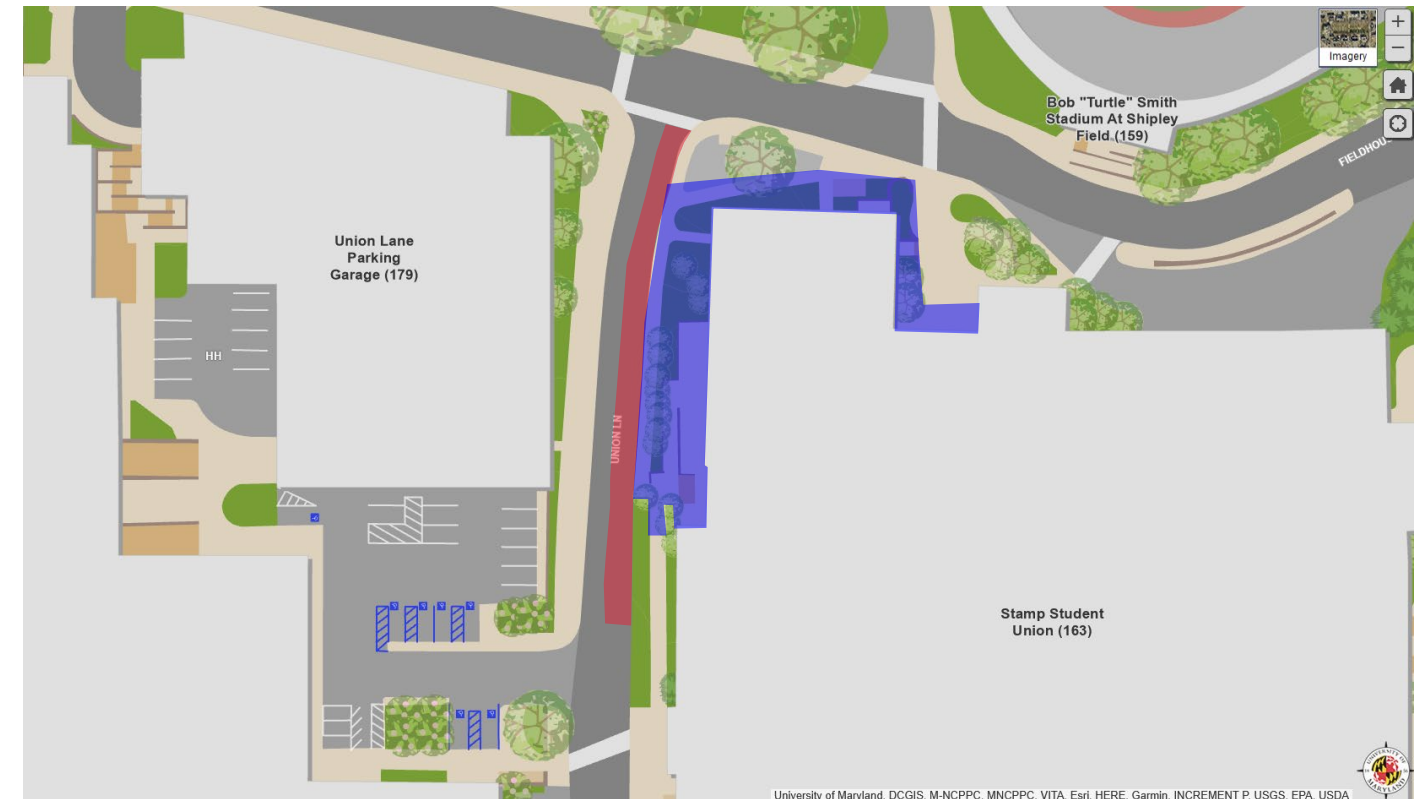 Imagery
+
−
Bob "Turtle" Smith
Stadium At Shipley
Field (159)
FIELDHOUS
Union Lane
Parking
Garage (179)
HH
UNION LN
Stamp Student
Union (163)
University of Maryland, DCGIS, M-NCPPC, MNCPPC, VITA, Esri, HERE, Garmin, INCREMENT P, USGS, EPA, USDA